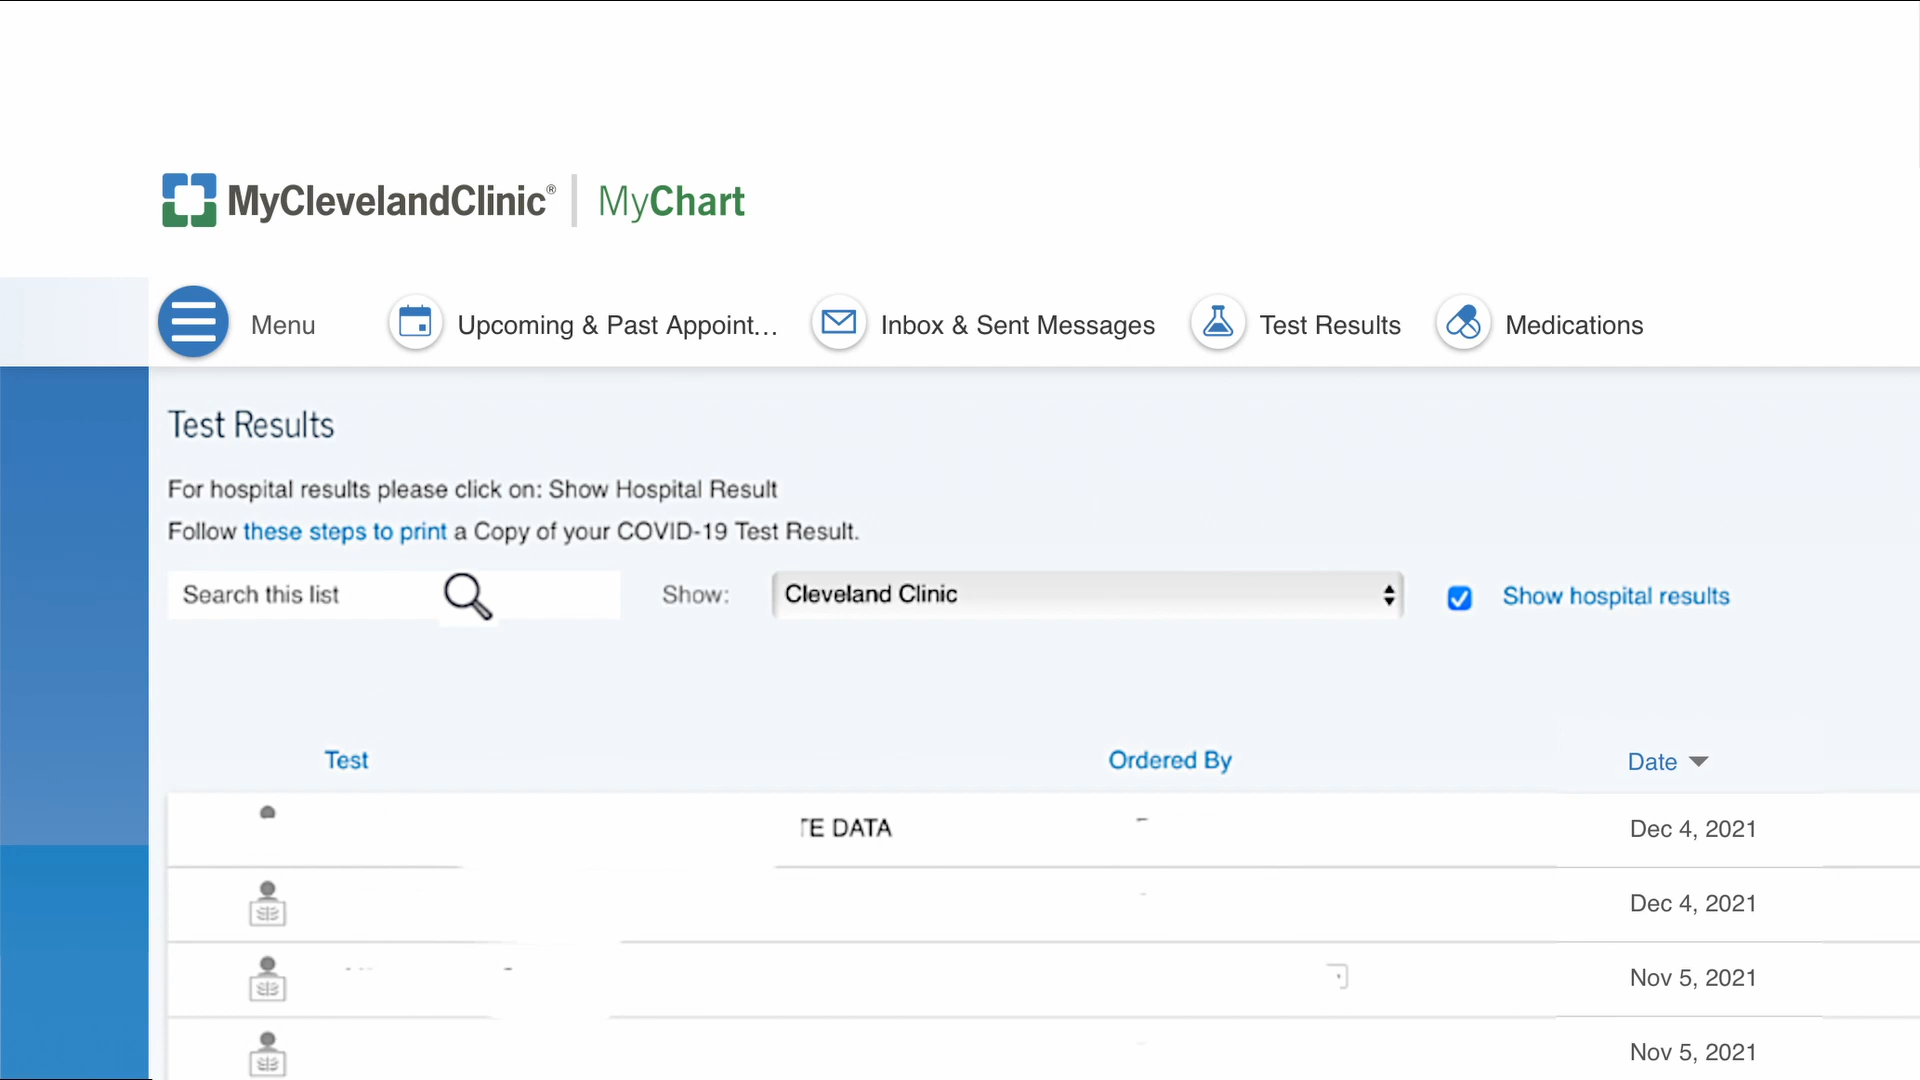 MyClevelandClinic® | MyChart
Menu Upcoming & Past Appoint... Inbox & Sent Messages Test Results Medications
Test Results
For hospital results please click on: Show Hospital Result
Follow these steps to print a Copy of your COVID-19 Test Result.
Search this list Show: Cleveland Clinic Show hospital results
Test Ordered By Date
TE DATA Dec 4, 2021
Dec 4, 2021
Nov 5, 2021
Nov 5, 2021